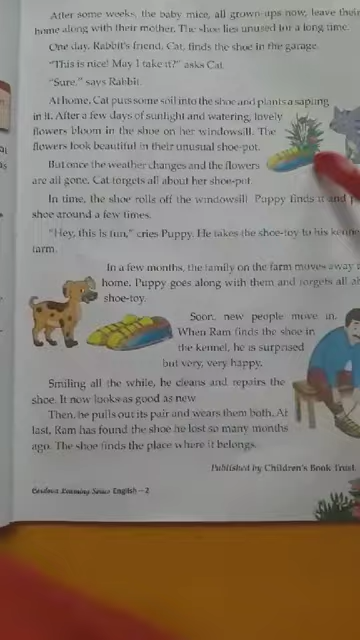 After some weeks, the baby mice, all grown-ups now, leave their
home along with their mother. The shoe lies unused for a long time.
One day, Rabbit's friend, Cat, finds the shoe in the garage.
"This is nice! May I take it?" asks Cat.
"Sure," says Rabbit.
At home, Cat puts some soil into the shoe and plants a sapling
in it. After a few days of sunlight and watering, lovely
flowers bloom in the shoe on her windowsill. The
flowers look beautiful in their unusual shoe-pot.
But once the weather changes and the flowers
are all gone, Cat forgets all about her shoe-pot.
In time, the shoe rolls off the windowsill. Puppy finds it and
shoe around a few times.
"Hey, this is fun," cries Puppy. He takes the shoe-toy to his
farm.
In a few months, the family on the farm moves away
home. Puppy goes along with them and forgets all
shoe-toy.
Soon, new people move in.
When Ram finds the shoe in
the kennel, he is surprised
but very, very happy.
Smiling all the while, he cleans and repairs the
shoe. It now looks as good as new.
Then, he pulls out its pair and wears them both. At
last, Ram has found the shoe he lost so many months
ago. The shoe finds the place where it belongs.
Published by Children's Book Trust
Cordova Learning Series English – 2